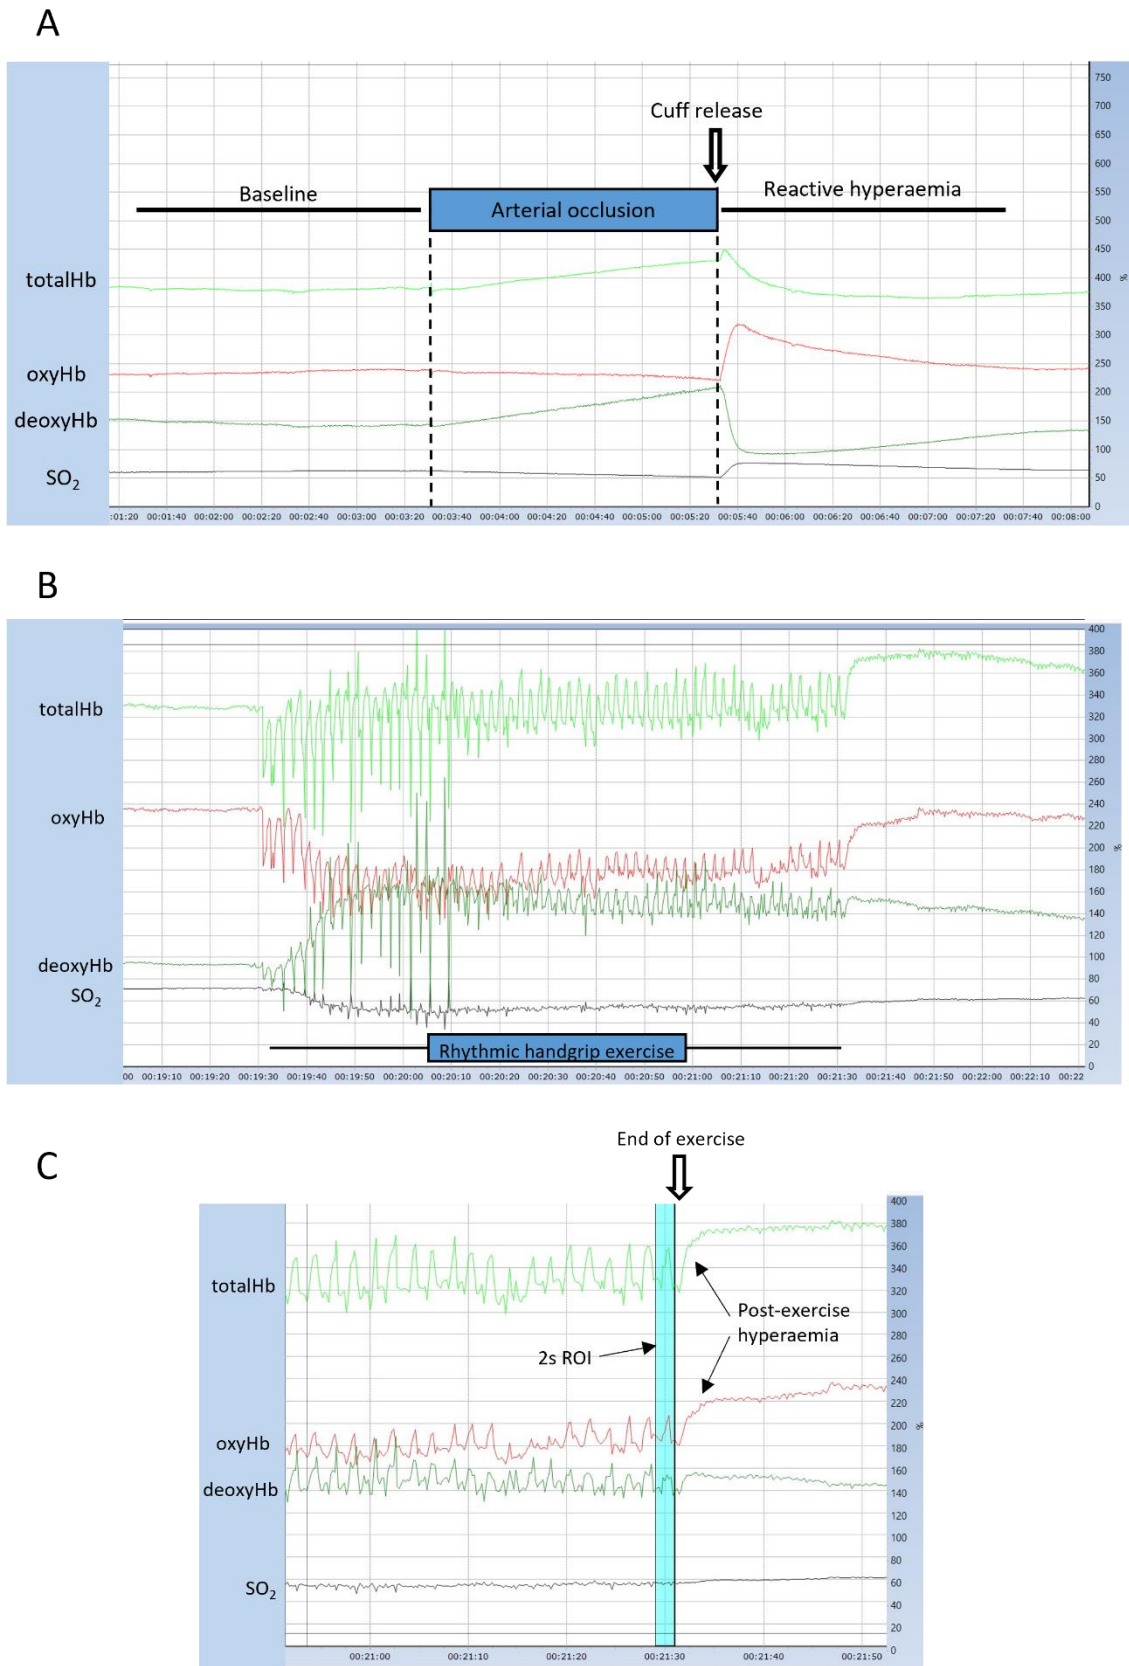 A
Cuff release
Baseline
Arterial occlusion
Reactive hyperaemia
totalHb
oxyHb
deoxyHb
SO2
750
700
650
600
550
500
450
400
350
300
250
200
150
100
50
0
%
:01:20 00:01:40 00:02:00 00:02:20 00:02:40 00:03:00 00:03:20 00:03:40 00:04:00 00:04:20 00:04:40 00:05:00 00:05:20 00:05:40 00:06:00 00:06:20 00:06:40 00:07:00 00:07:20 00:07:40 00:08:00
B
totalHb
oxyHb
deoxyHb
SO2
Rhythmic handgrip exercise
400
380
360
340
320
300
280
260
240
220
200
180
160
140
120
100
80
60
40
20
0
%
00 00:19:10 00:19:20 00:19:30 00:19:40 00:19:50 00:20:00 00:20:10 00:20:20 00:20:30 00:20:40 00:20:50 00:21:00 00:21:10 00:21:20 00:21:30 00:21:40 00:21:50 00:22:00 00:22:10 00:22
C
End of exercise
totalHb
Post-exercise
hyperaemia
2s ROI
oxyHb
deoxyHb
SO2
400
380
360
340
320
300
280
260
240
220
200
180
160
140
120
100
80
60
40
20
0
%
00:21:00 00:21:10 00:21:20 00:21:30 00:21:40 00:21:50